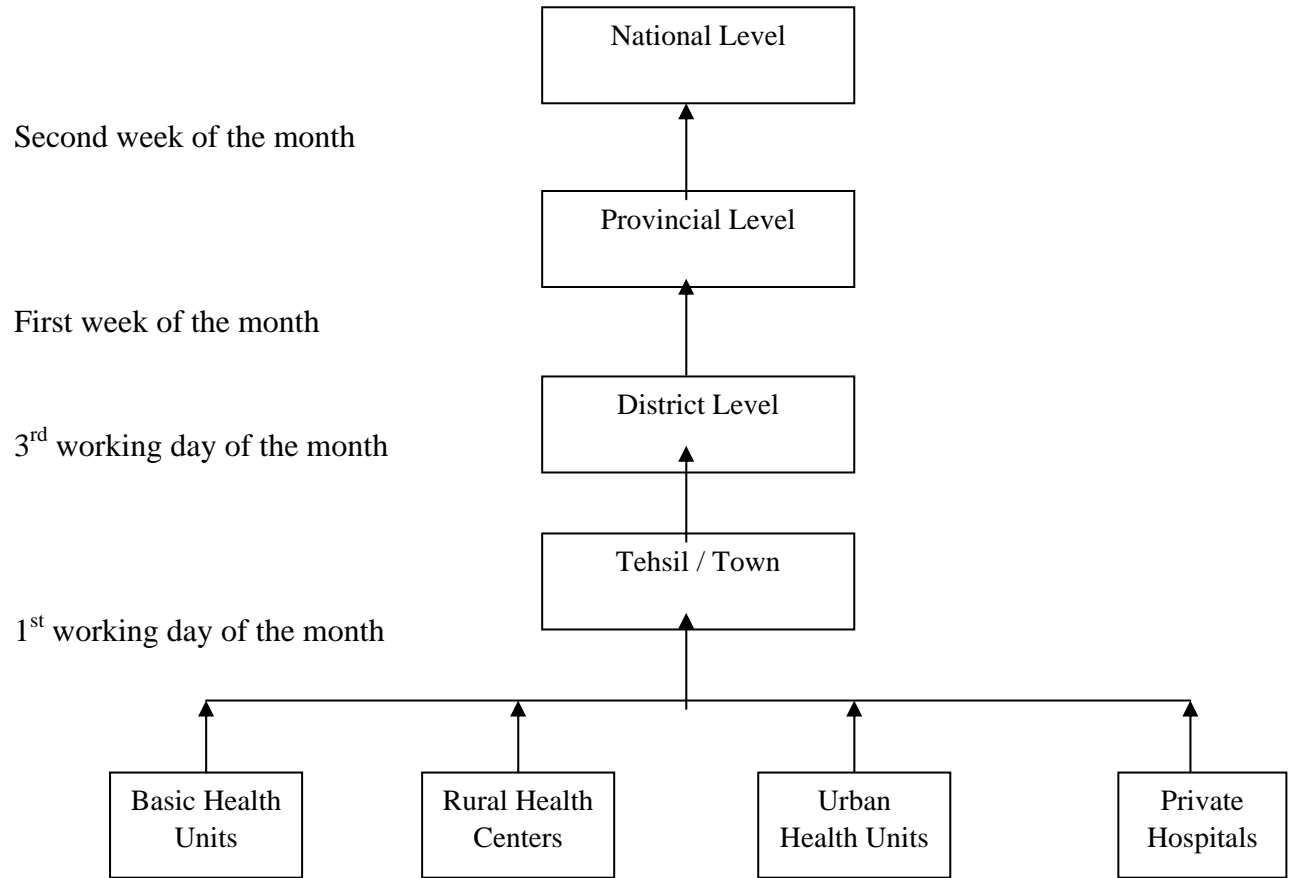 National Level
Second week of the month
Provincial Level
First week of the month
District Level
3rd working day of the month
Tehsil / Town
1st working day of the month
Basic Health
Units
Rural Health
Centers
Urban
Health Units
Private
Hospitals